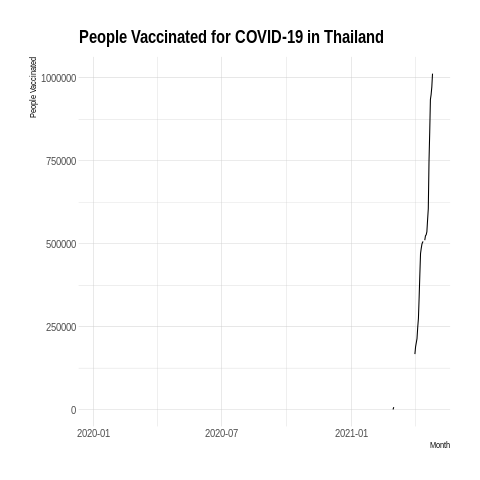 People Vaccinated for COVID-19 in Thailand
People Vaccinated
1000000
750000
500000
250000
0
2020-01 2020-07 2021-01
Month